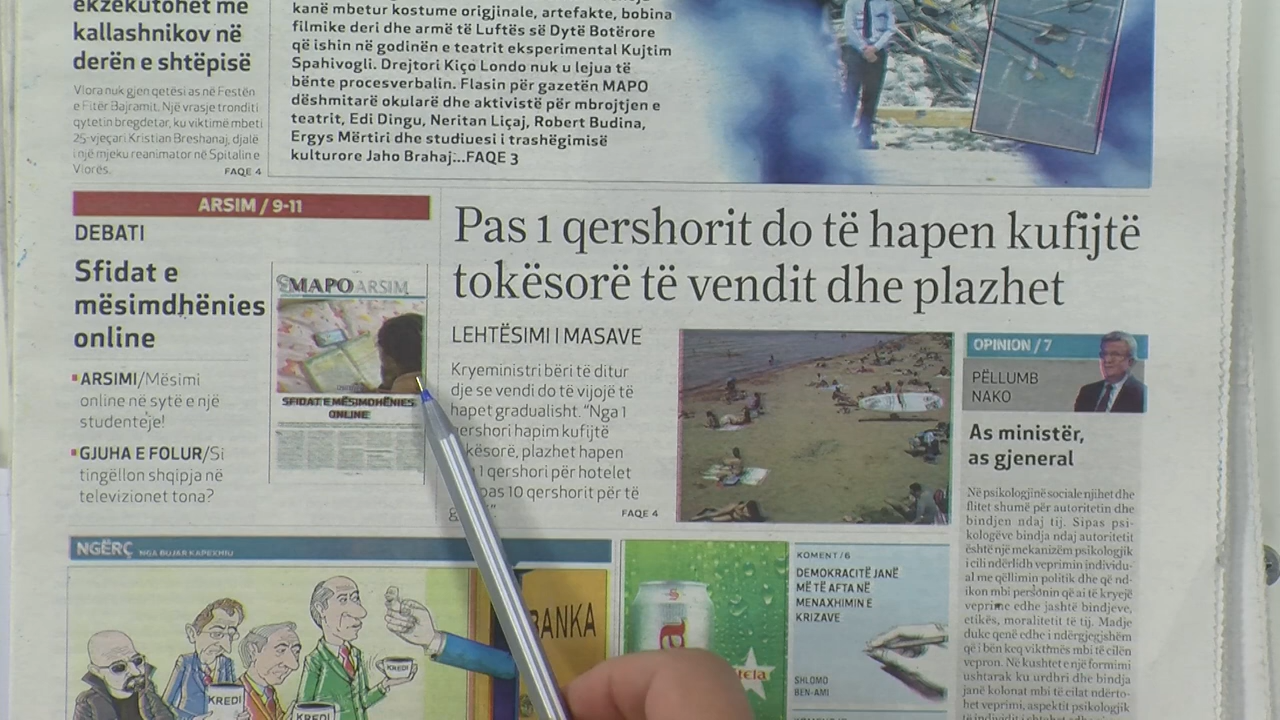 ekzekutohet me
kallashnikov në
derën e shtëpisë
Vlora nuk gjen qetësi as në Festën
e Fitër Bajramit. Një vrasje tronditi
qytetin bregdetar, ku viktimë mbeti
25-vjeçari Kristian Breshanaj, djalë
i një mjeku reanimator në Spitalin e
Vlorës.
FAQE 4
kanë mbetur kostume origjinale, artefakte, bobina
filmike deri dhe armë të Luftës së Dytë Botërore
që ishin në godinën e teatrit eksperimental Kujtim
Spahivogli. Drejtori Kiço Londo nuk u lejua të
bënte procesverbalin. Flasin për gazetën MAPO
dëshmitarë okularë dhe aktivistë për mbrojtjen e
teatrit, Edi Dingu, Neritan Liçaj, Robert Budina,
Ergys Mërtiri dhe studiuesi i trashëgimisë
kulturore Jaho Brahaj...FAQE 3
ARSIM / 9-11
DEBATI
Sfidat e
mësimdhënies
online
ARSIMI/Mësimi
online në sytë e një
studenteje!
GJUHA E FOLUR/Si
tingëllon shqipja në
televizionet tona?
MAPO ARSIM
SFIDAT E MËSIMDHËNIES
ONLINE
Pas 1 qershorit do të hapen kufijtë
tokësorë të vendit dhe plazhet
LEHTËSIMI I MASAVE
Kryeministri bëri të ditur
dje se vendi do të vijojë të
hapet gradualisht. "Nga 1
qershori hapim kufijtë
tokësorë, plazhet hapen
1 qershori për hotelet
pas 10 qershorit për të
FAQE 4
OPINION / 7
PËLLUMB
NAKO
As ministër,
as gjeneral
Në psikologjinë sociale njihet dhe
flitet shumë për autoritetin dhe
bindjen ndaj tij. Sipas psi-
kologëve bindja ndaj autoritetit
është një mekanizëm psikologjik
i cili ndërlidh veprimin individu-
al me qëllimin politik dhe që nd-
ikon mbi personin që ai të kryejë
veprime edhe jashtë bindjeve,
etikës, moralitetit të tij. Madje
duke qenë edhe i ndërgjegjshëm
që i bën keq vikthmës mbi të cilën
vepron. Në kushtet e një formimi
ushtarak ku urdhri dhe bindja
janë kolonat mbi të cilat ndërto-
het veprimi, aspektit psikologjik
NGËRÇ NGA BUJAR KAPEXHIU
BANKA
KREDI
KREDI
KREDI
KOMENT / 6
DEMOKRACITË JANË
MË TË AFTA NË
MENAXHIMIN E
KRIZAVE
SHLOMO
BEN-AMI